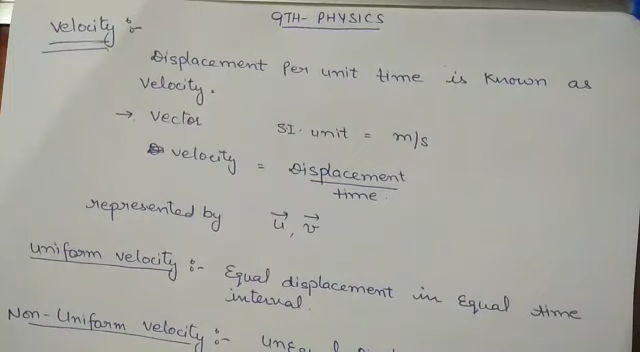 9TH- PHYSICS
Velocity :-
Displacement Per unit time is known as
Velocity.
→ Vector SI. unit = m/s
velocity = Displacement
time
represented by u⃗, v⃗
uniform velocity :- Equal displacement in Equal time
interval.
Non-Uniform velocity :-